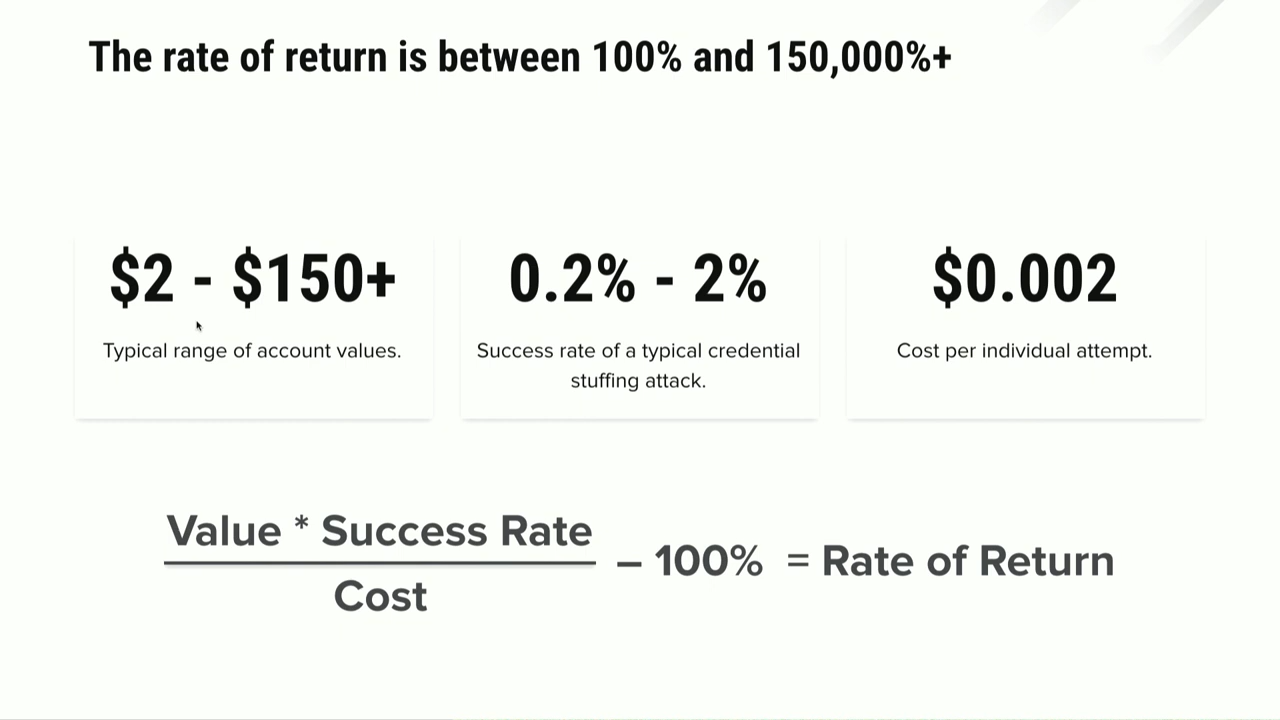 The rate of return is between 100% and 150,000%+
$2 - $150+
Typical range of account values.
0.2% - 2%
Success rate of a typical credential
stuffing attack.
$0.002
Cost per individual attempt.
Value * Success Rate
Cost
– 100% = Rate of Return